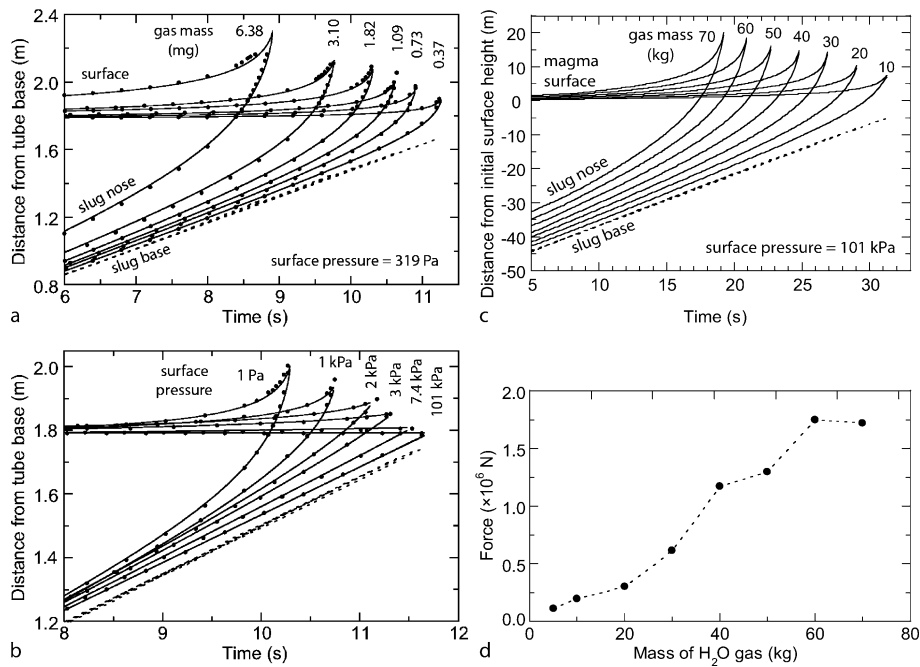 2.4
2.0
1.6
1.2
0.8
Distance from tube base (m)
gas mass
(mg)
6.38
3.10
1.82
1.09
0.73
0.37
surface
slug nose
slug base
surface pressure = 319 Pa
6 7 8 9 10 11
Time (s)
a
20
10
0
-10
-20
-30
-40
-50
Distance from initial surface height (m)
gas mass
(kg)
70 60 50 40 30 20 10
magma
surface
slug nose
slug base
surface pressure = 101 kPa
5 10 15 20 25 30
Time (s)
c
2.0
1.8
1.6
1.4
1.2
Distance from tube base (m)
surface
pressure
1 Pa
1 kPa
2 kPa
3 kPa
7.4 kPa
101 kPa
8 9 10 11 12
Time (s)
b
2.0
1.5
1.0
0.5
0.0
Force (×10⁶ N)
0 20 40 60 80
Mass of H₂O gas (kg)
d